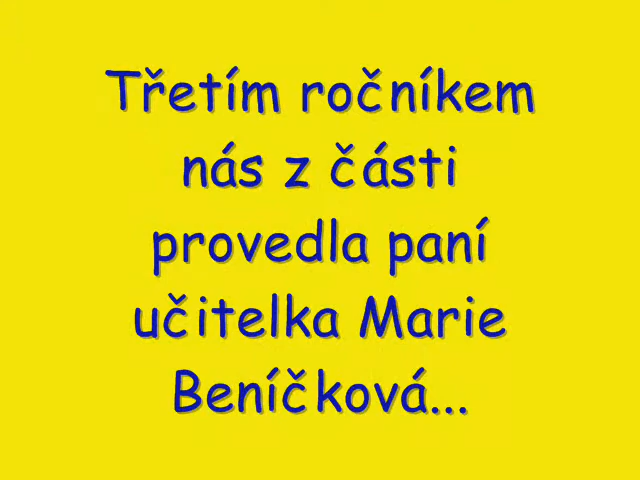 Třetím ročníkem
nás z části
provedla paní
učitelka Marie
Beníčková...